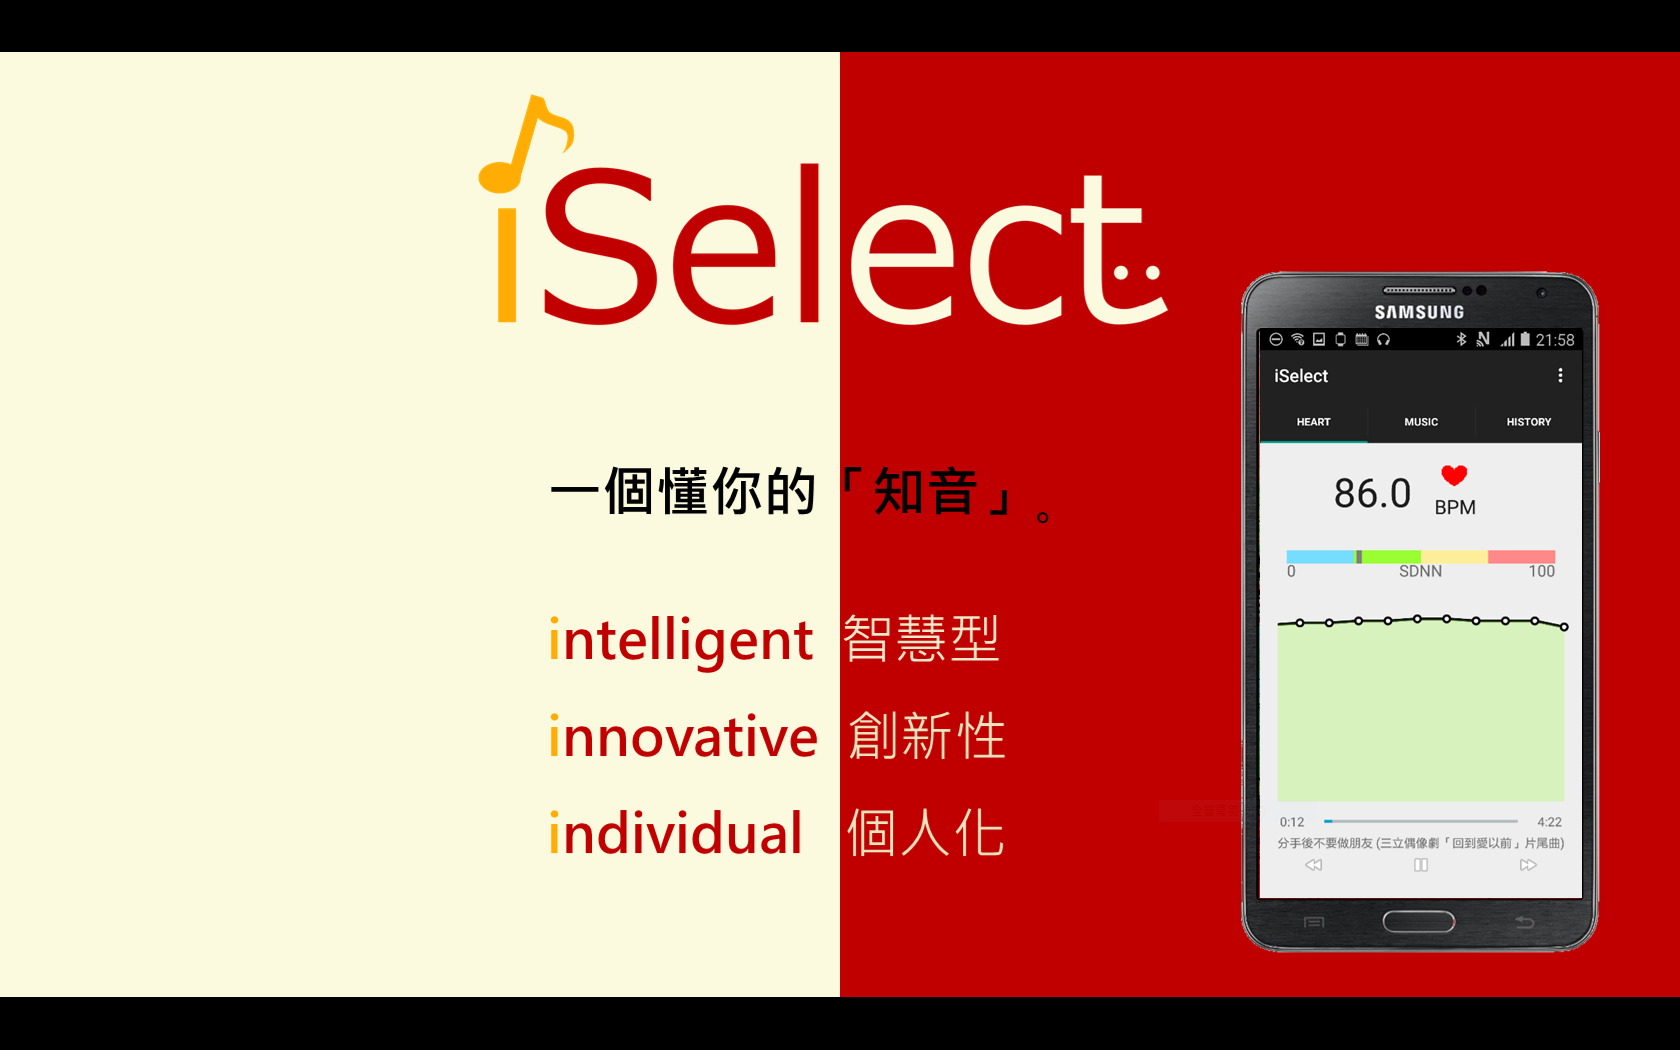 iSelect
一個懂你的「知音」。
intelligent 智慧型
innovative 創新性
individual 個人化
SAMSUNG
21:58
iSelect
HEART MUSIC HISTORY
86.0 BPM
0 SDNN 100
0:12 4:22
分手後不要做朋友 (三立偶像劇「回到愛以前」片尾曲)